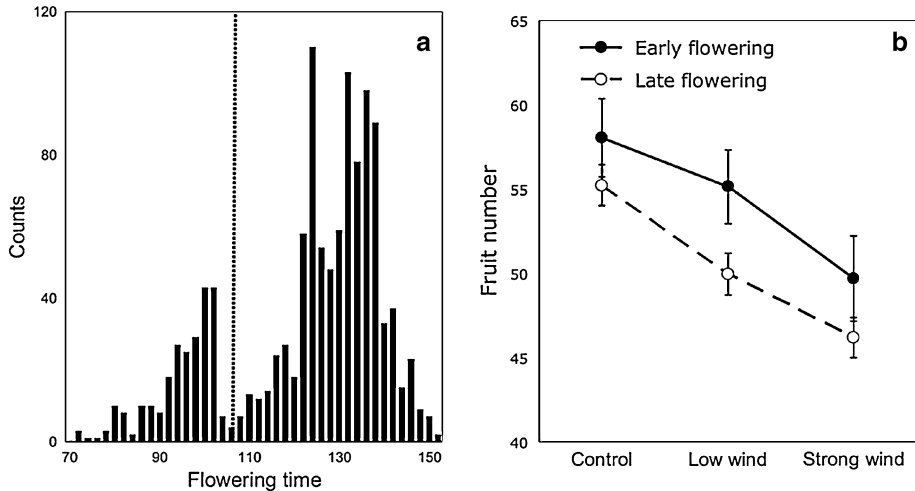 120
80
40
0
70
90
110
130
150
Counts
Flowering time
a
65
60
55
50
45
40
Fruit number
Early flowering
Late flowering
b
Control
Low wind
Strong wind